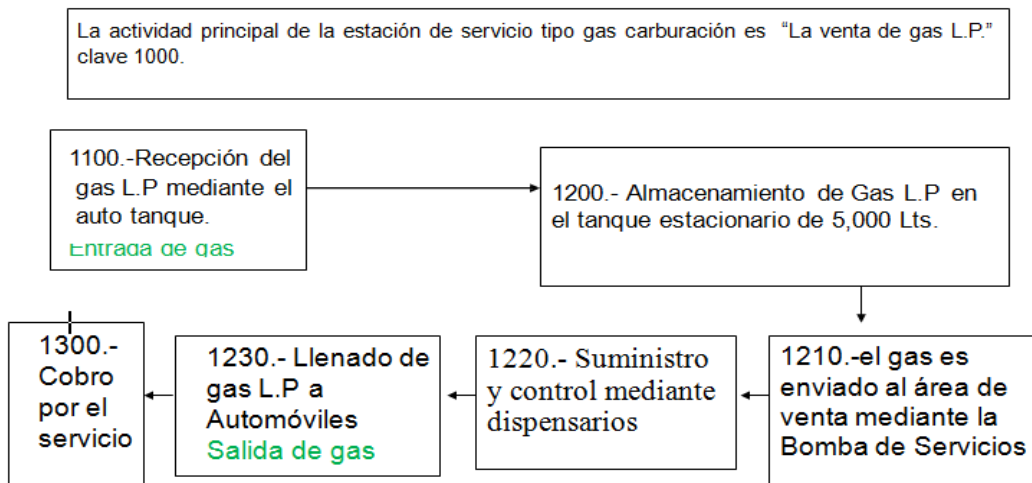 La actividad principal de la estación de servicio tipo gas carburación es “La venta de gas L.P.”
clave 1000.
1100.-Recepción del
gas L.P mediante el
auto tanque.
Entrada de gas
1200.- Almacenamiento de Gas L.P en
el tanque estacionario de 5,000 Lts.
1300.-
Cobro
por el
servicio
1230.- Llenado de
gas L.P a
Automóviles
Salida de gas
1220.- Suministro
y control mediante
dispensarios
1210.-el gas es
enviado al área de
venta mediante la
Bomba de Servicios